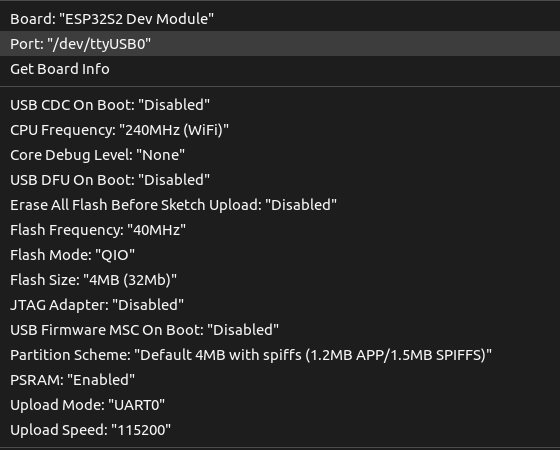 Board: "ESP32S2 Dev Module"
Port: "/dev/ttyUSB0"
Get Board Info
USB CDC On Boot: "Disabled"
CPU Frequency: "240MHz (WiFi)"
Core Debug Level: "None"
USB DFU On Boot: "Disabled"
Erase All Flash Before Sketch Upload: "Disabled"
Flash Frequency: "40MHz"
Flash Mode: "QIO"
Flash Size: "4MB (32Mb)"
JTAG Adapter: "Disabled"
USB Firmware MSC On Boot: "Disabled"
Partition Scheme: "Default 4MB with spiffs (1.2MB APP/1.5MB SPIFFS)"
PSRAM: "Enabled"
Upload Mode: "UART0"
Upload Speed: "115200"